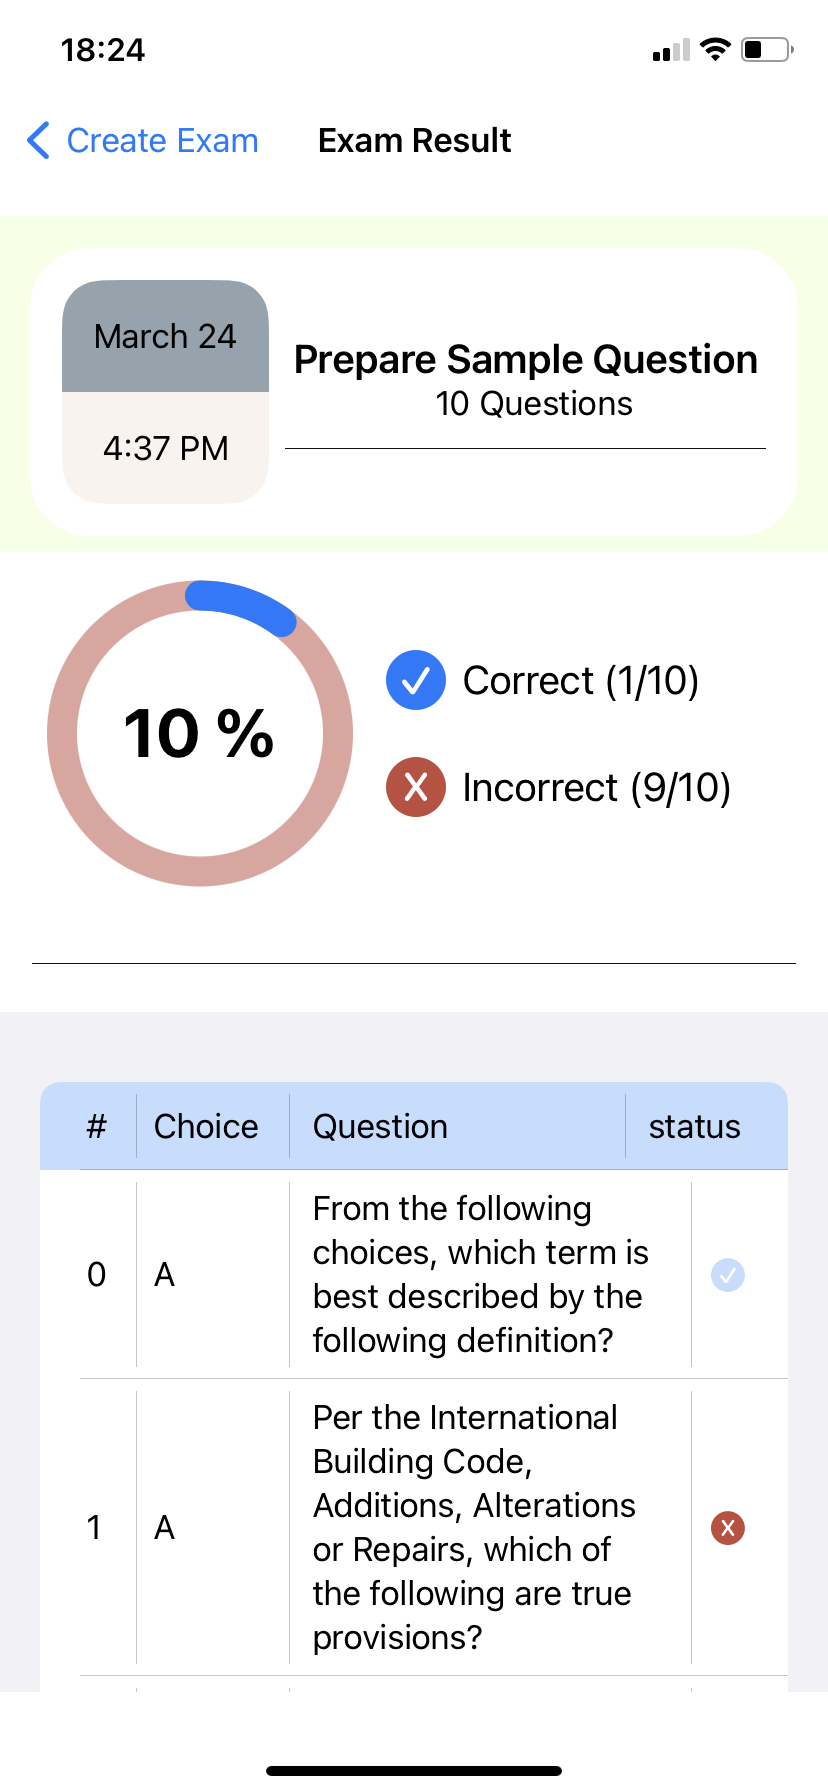 18:24
Create Exam
Exam Result
March 24
4:37 PM
Prepare Sample Question
10 Questions
10 %
Correct (1/10)
X Incorrect (9/10)
# Choice Question status
0 A
From the following
choices, which term is
best described by the
following definition?
1 A
Per the International
Building Code,
Additions, Alterations
or Repairs, which of
the following are true
provisions?
X